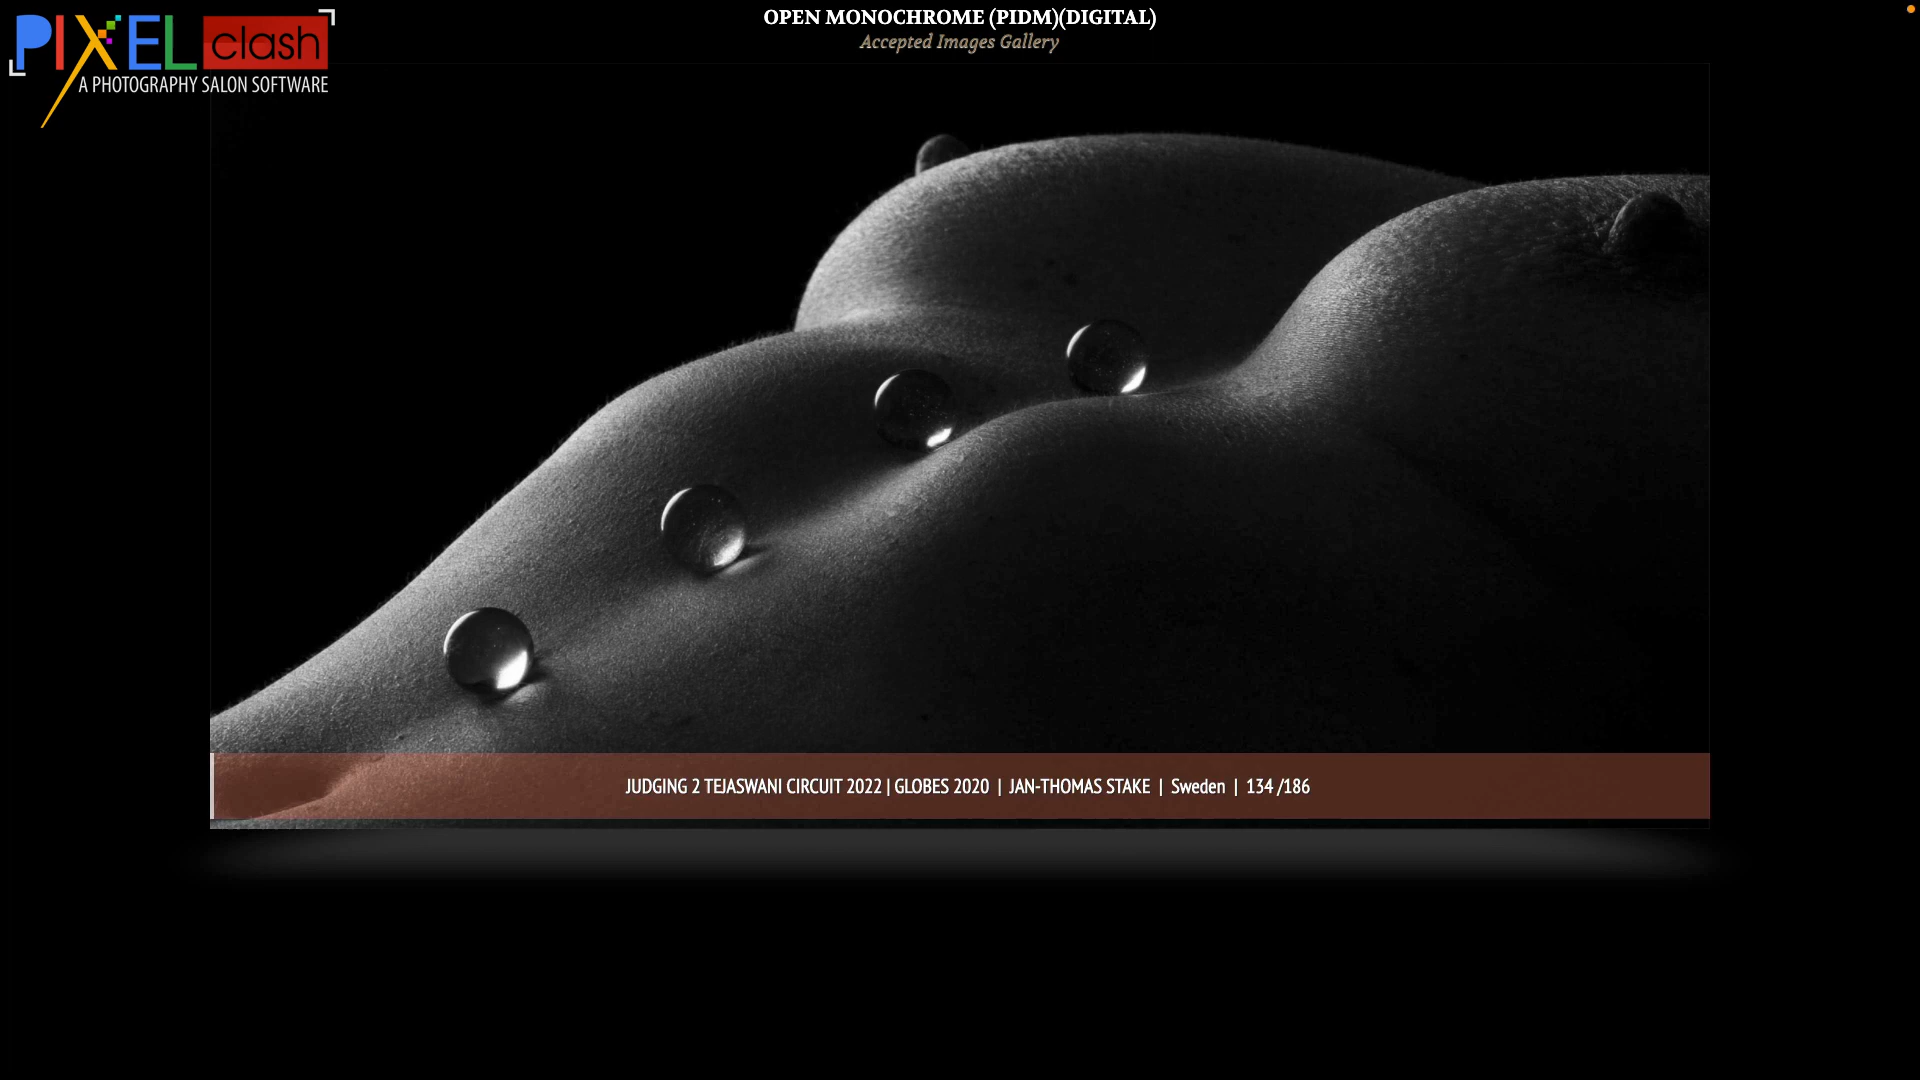 PIXEL clash
A PHOTOGRAPHY SALON SOFTWARE
OPEN MONOCHROME (PIDM)(DIGITAL)
Accepted Images Gallery
JUDGING 2 TEJASWANI CIRCUIT 2022 | GLOBES 2020 | JAN-THOMAS STAKE | Sweden | 134 /186